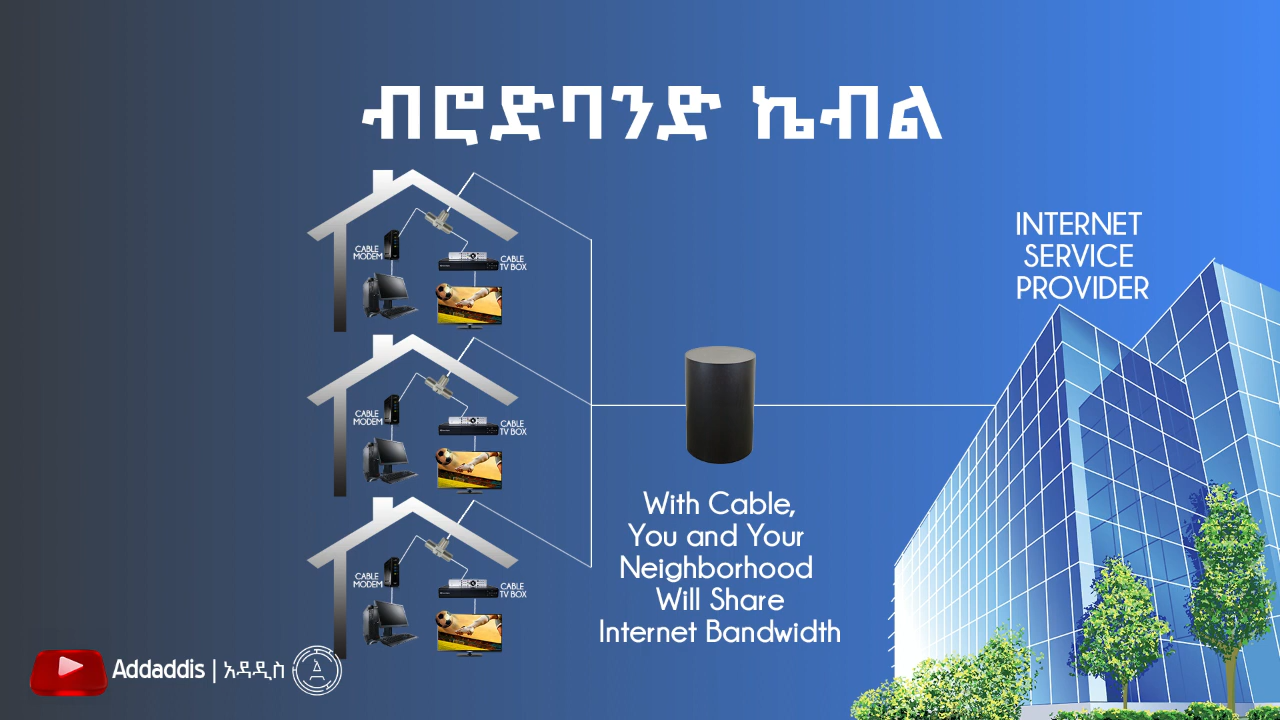 ብሮድባንድ ኬብል
INTERNET
SERVICE
PROVIDER
CABLE
MODEM
CABLE
TV BOX
CABLE
MODEM
CABLE
TV BOX
CABLE
MODEM
CABLE
TV BOX
With Cable,
You and Your
Neighborhood
Will Share
Internet Bandwidth
Addaddis | አዳዲስ